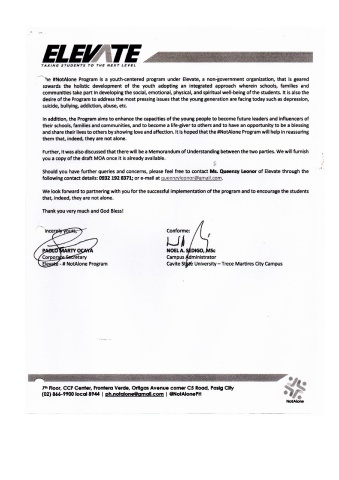 ELEVATE
TAKING STUDENTS TO THE NEXT LEVEL
The #NotAlone Program is a youth-centered program under Elevate, a non-government organization, that is geared
towards the holistic development of the youth adopting an integrated approach wherein schools, families and
communities take part in developing the social, emotional, physical, and spiritual well-being of the students. It is also the
desire of the Program to address the most pressing issues that the young generation are facing today such as depression,
suicide, bullying, addiction, abuse, etc.
In addition, the Program aims to enhance the capacities of the young people to become future leaders and influencers of
their schools, families and communities, and to become a life-giver to others and to have an opportunity to be a blessing
and share their lives to others by showing love and affection. It is hoped that the #NotAlone Program will help in reassuring
them that, indeed, they are not alone.
Further, it was also discussed that there will be a Memorandum of Understanding between the two parties. We will furnish
you a copy of the draft MOA once it is already available.
Should you have further queries and concerns, please feel free to contact Ms. Queenzy Leonor of Elevate through the
following contact details: 0932 192 8371; or e-mail at queenzyleonor@gmail.com.
We look forward to partnering with you for the successful implementation of the program and to encourage the students
that, indeed, they are not alone.
Thank you very much and God Bless!
Sincerely yours,
PABLO MARTY OCAYA
Corporate Secretary
Elevate - # NotAlone Program
Conforme:
NOEL A. SEDIGO, MSc
Campus Administrator
Cavite State University – Trece Martires City Campus
7th Floor, CCF Center, Frontera Verde, Ortigas Avenue corner C5 Road, Pasig City
(02) 866-9900 local 8944 | ph.notalone@gmail.com | @NotAlonePH
NotAlone